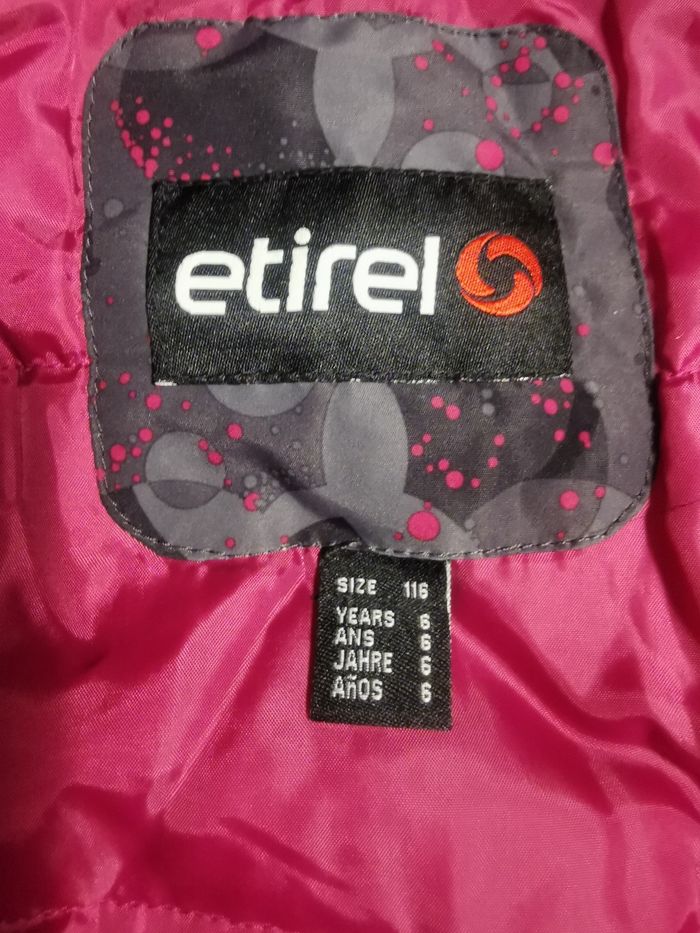 etirel
SIZE 116
YEARS 6
ANS 6
JAHRE 6
AñOS 6